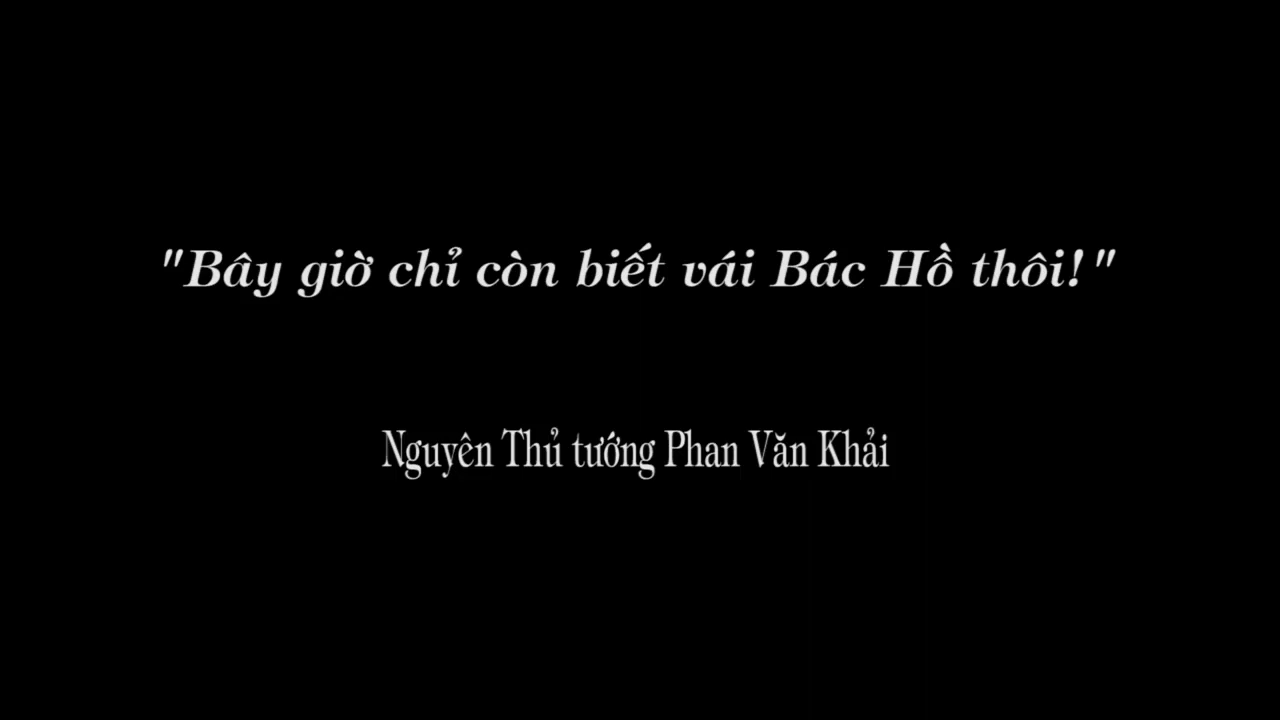 "Bây giờ chỉ còn biết vái Bác Hồ thôi!"
Nguyên Thủ tướng Phan Văn Khải